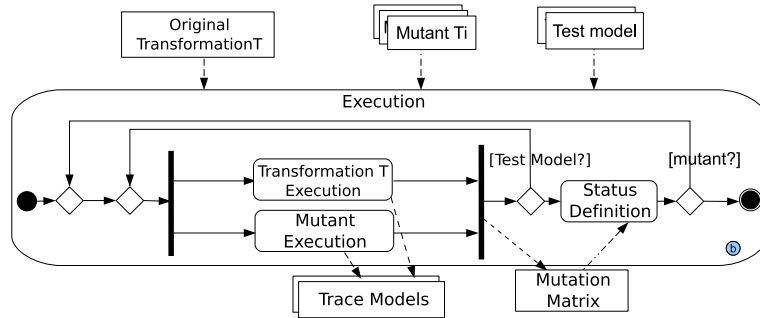 Original
TransformationT
Mutant Ti
Test model
Execution
[Test Model?]
[mutant?]
Transformation T
Execution
Status
Definition
Mutant
Execution
b
Trace Models
Mutation
Matrix